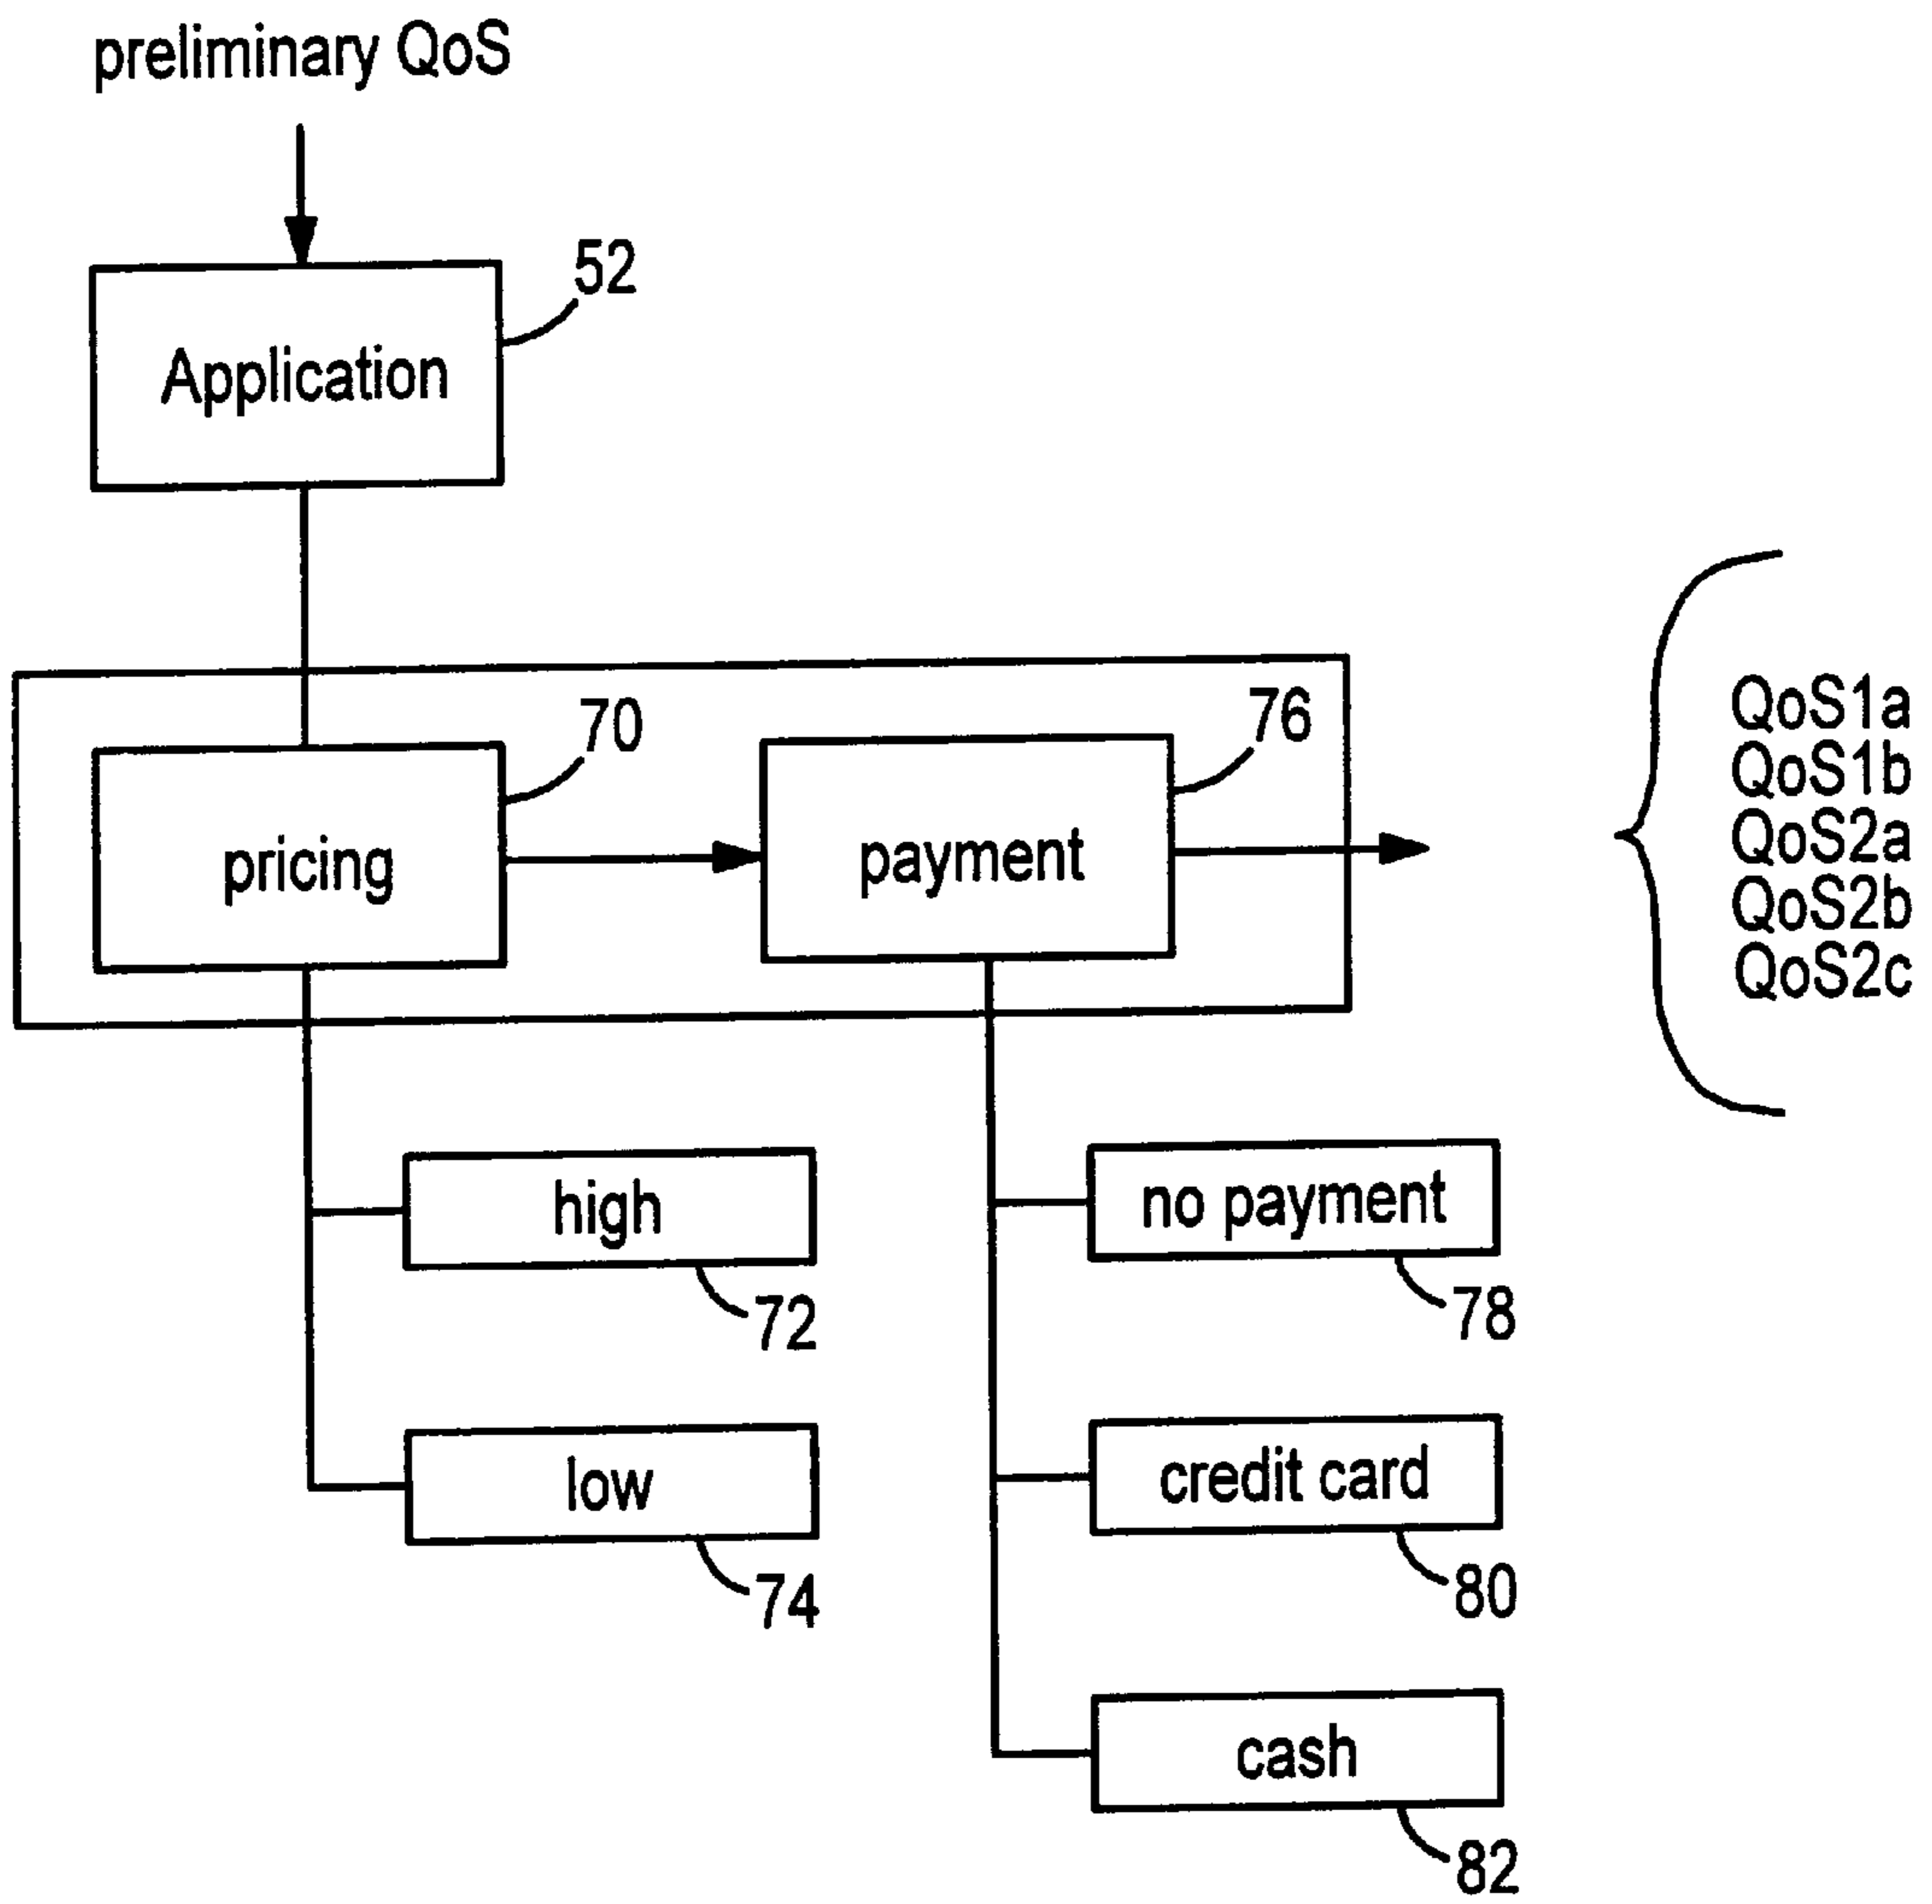 preliminary QoS
52
Application
70
76
pricing
payment
QoS1a
QoS1b
QoS2a
QoS2b
QoS2c
high
72
low
74
no payment
78
credit card
80
cash
82